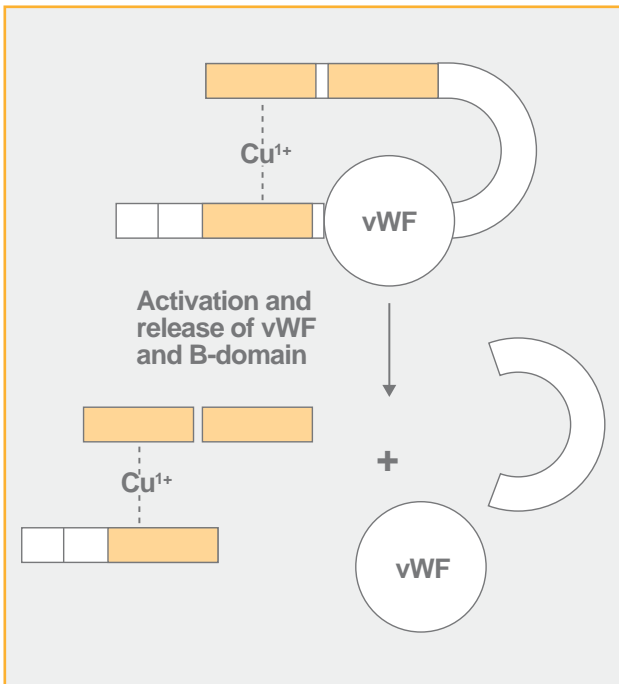 Cu¹⁺
vWF
Activation and
release of vWF
and B-domain
Cu¹⁺
+
vWF